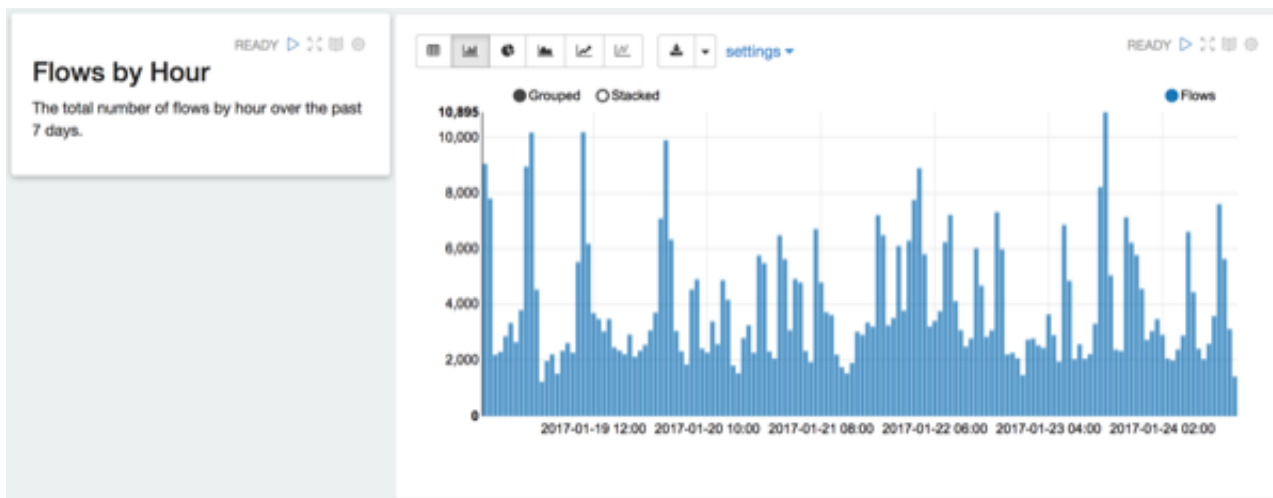 READY
Flows by Hour
The total number of flows by hour over the past
7 days.
settings
READY
Grouped Stacked
Flows
10,895
10,000
8,000
6,000
4,000
2,000
0
2017-01-19 12:00 2017-01-20 10:00 2017-01-21 08:00 2017-01-22 06:00 2017-01-23 04:00 2017-01-24 02:00